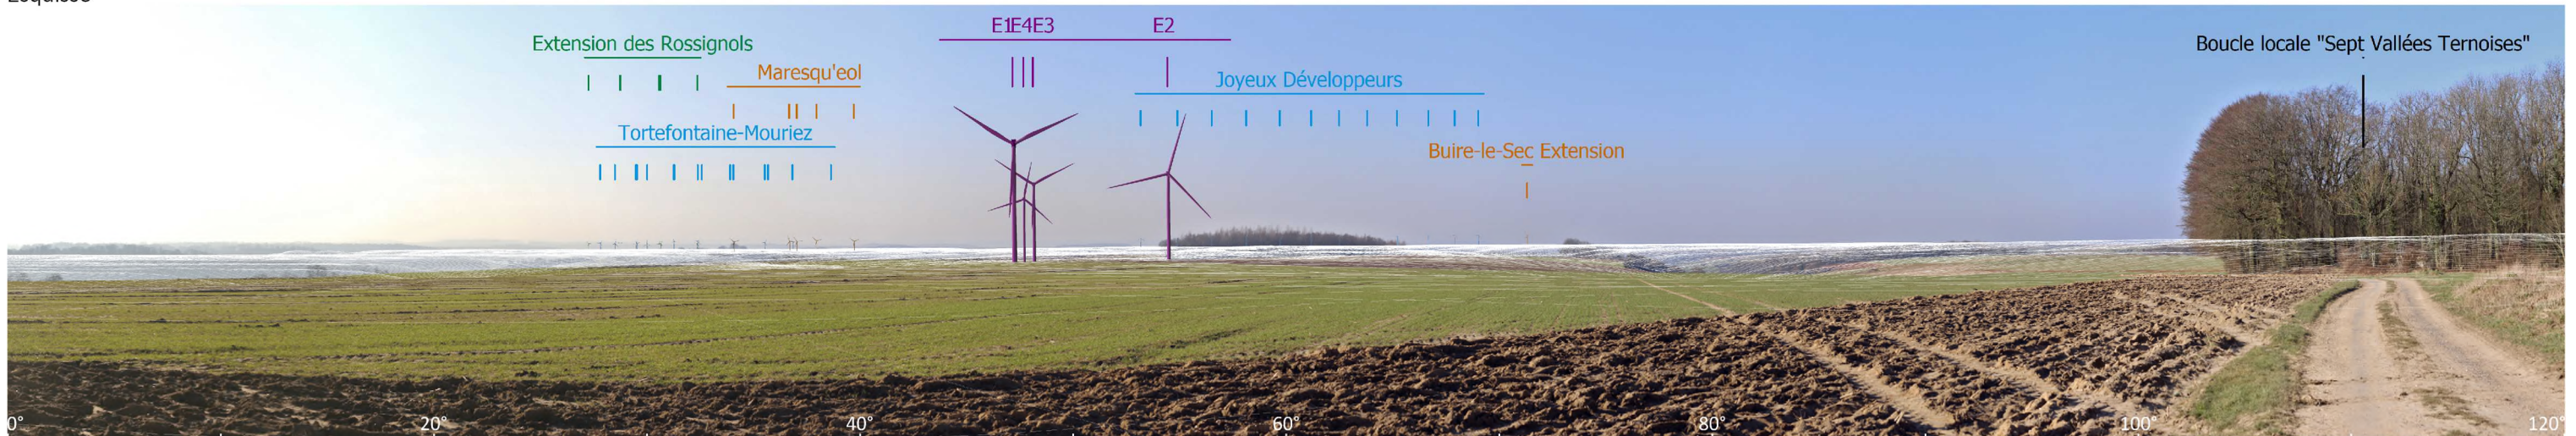 Esquisse
E1E4E3
E2
Extension des Rossignols
Boucle locale "Sept Vallées Ternoises"
Maresqu'eol
Joyeux Développeurs
Tortefontaine-Mouriez
Buire-le-Sec Extension
0°
20°
40°
60°
80°
100°
120°